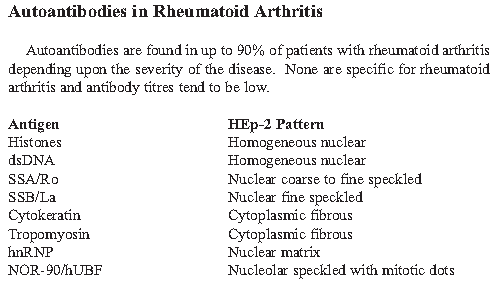 Autoantibodies in Rheumatoid Arthritis
Autoantibodies are found in up to 90% of patients with rheumatoid arthritis
depending upon the severity of the disease. None are specific for rheumatoid
arthritis and antibody titres tend to be low.
Antigen HEp-2 Pattern
Histones Homogeneous nuclear
dsDNA Homogeneous nuclear
SSA/Ro Nuclear coarse to fine speckled
SSB/La Nuclear fine speckled
Cytokeratin Cytoplasmic fibrous
Tropomyosin Cytoplasmic fibrous
hnRNP Nuclear matrix
NOR-90/hUBF Nucleolar speckled with mitotic dots